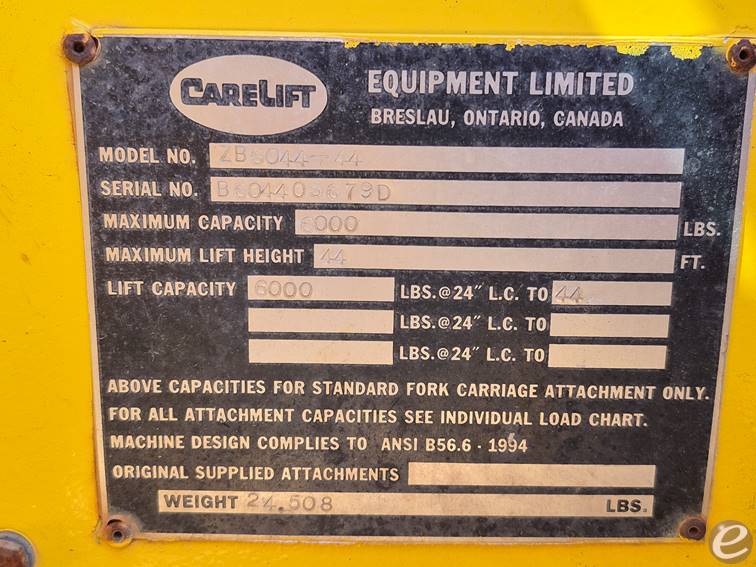 CARELIFT
EQUIPMENT LIMITED
BRESLAU, ONTARIO, CANADA
MODEL NO. ZB6044-44
SERIAL NO.
MAXIMUM CAPACITY 6000 LBS.
MAXIMUM LIFT HEIGHT 44 FT.
LIFT CAPACITY 6000 LBS.@24" L.C. TO 44
LBS.@24" L.C. TO
LBS.@24" L.C. TO
ABOVE CAPACITIES FOR STANDARD FORK CARRIAGE ATTACHMENT ONLY.
FOR ALL ATTACHMENT CAPACITIES SEE INDIVIDUAL LOAD CHART.
MACHINE DESIGN COMPLIES TO ANSI B56.6 - 1994
ORIGINAL SUPPLIED ATTACHMENTS
WEIGHT 24.508 LBS.
e